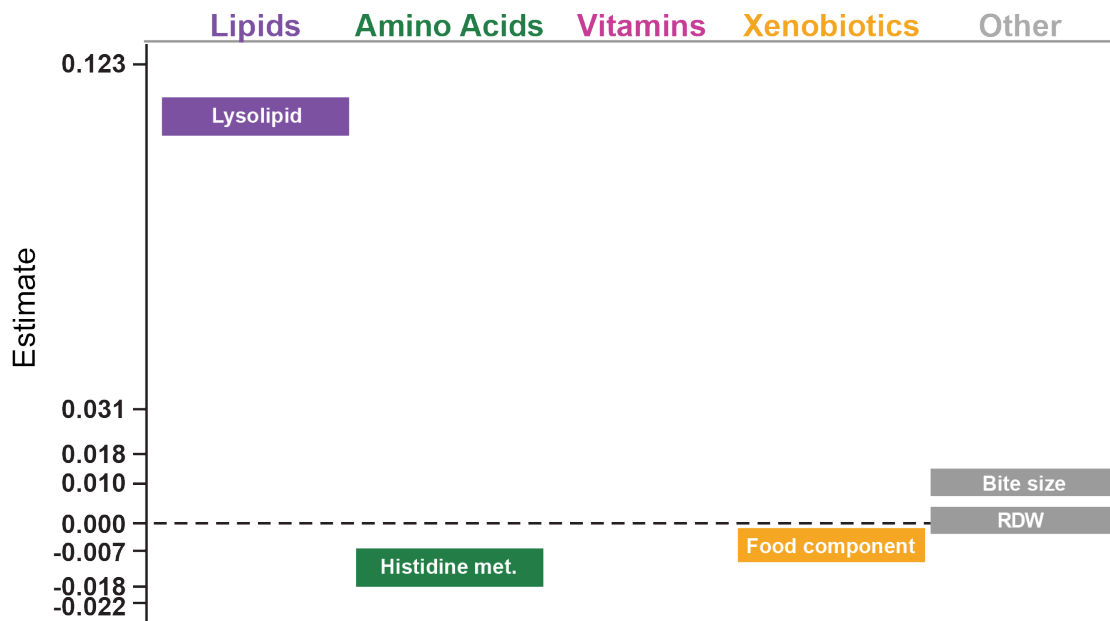 Lipids Amino Acids Vitamins Xenobiotics Other
0.123
Lysolipid
Estimate
0.031
0.018
0.010
Bite size
0.000
RDW
-0.007
Food component
Histidine met.
-0.018
-0.022